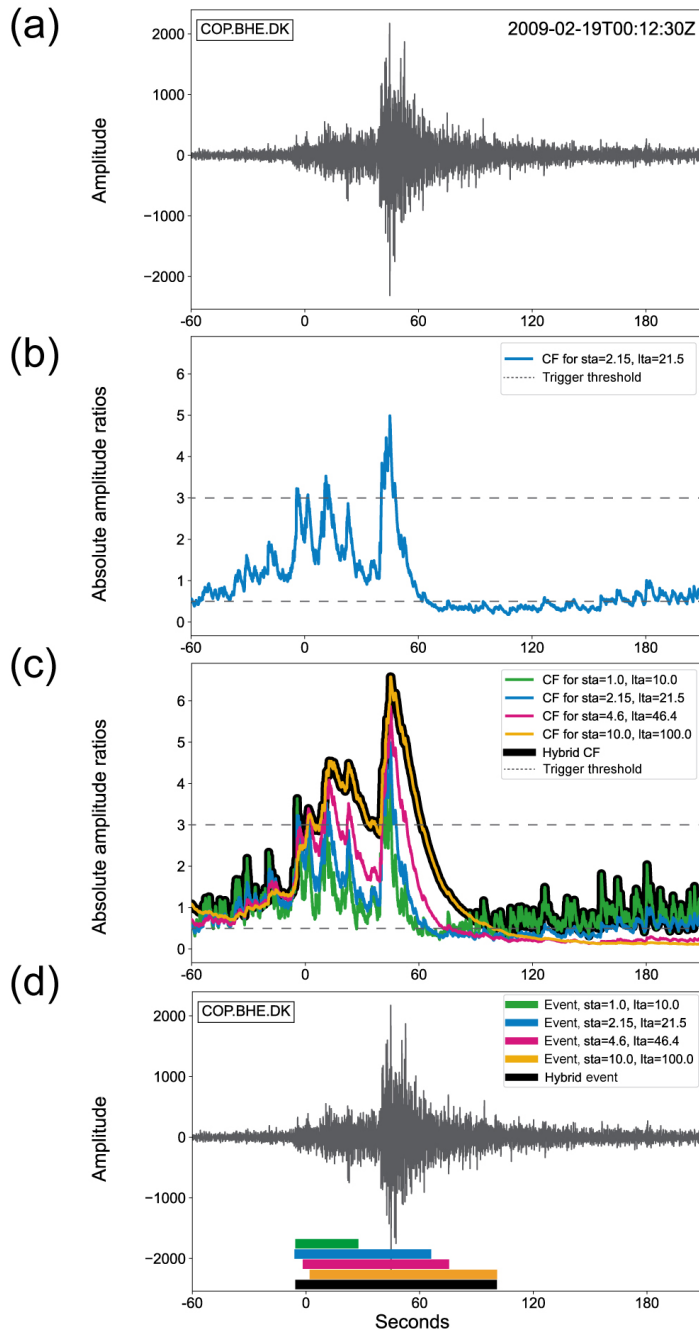 (a)
COP.BHE.DK
2009-02-19T00:12:30Z
Amplitude
2000
1000
0
−1000
−2000
-60
0
60
120
180
(b)
CF for sta=2.15, lta=21.5
Trigger threshold
Absolute amplitude ratios
6
5
4
3
2
1
0
-60
0
60
120
180
(c)
CF for sta=1.0, lta=10.0
CF for sta=2.15, lta=21.5
CF for sta=4.6, lta=46.4
CF for sta=10.0, lta=100.0
Hybrid CF
Trigger threshold
Absolute amplitude ratios
6
5
4
3
2
1
0
-60
0
60
120
180
(d)
COP.BHE.DK
Event, sta=1.0, lta=10.0
Event, sta=2.15, lta=21.5
Event, sta=4.6, lta=46.4
Event, sta=10.0, lta=100.0
Hybrid event
Amplitude
2000
1000
0
−1000
−2000
-60
0
60
120
180
Seconds